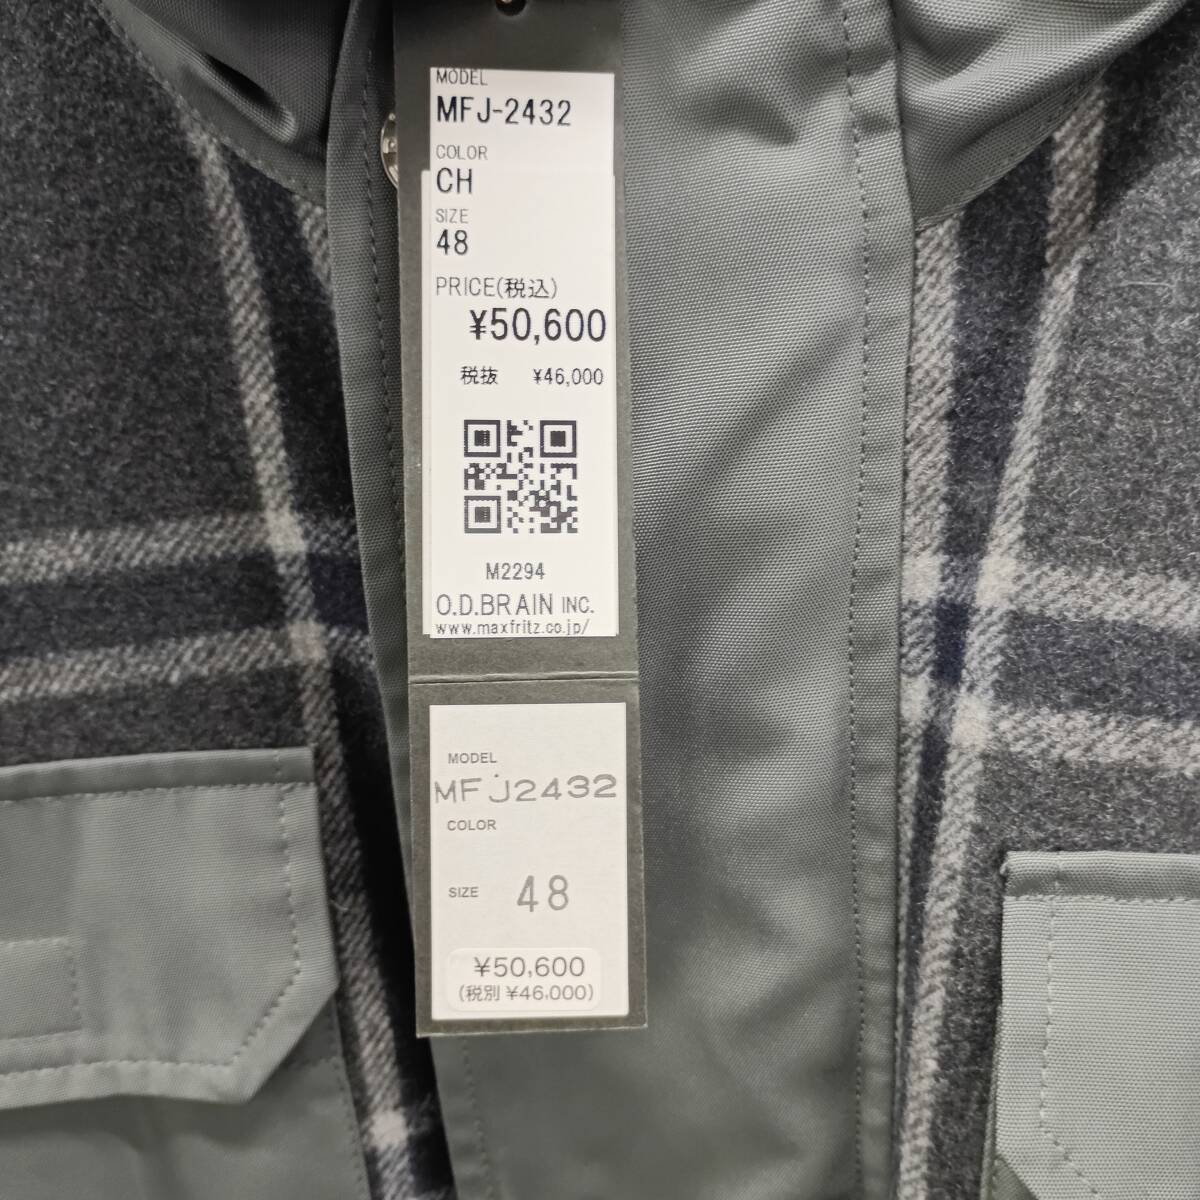 MODEL
MFJ-2432
COLOR
CH
SIZE
48
PRICE(税込)
¥50,600
税抜 ¥46,000
M2294
O.D.BRAIN INC.
www.maxfritz.co.jp/
MODEL
MFJ2432
COLOR
SIZE 48
¥50,600
(税別 ¥46,000)